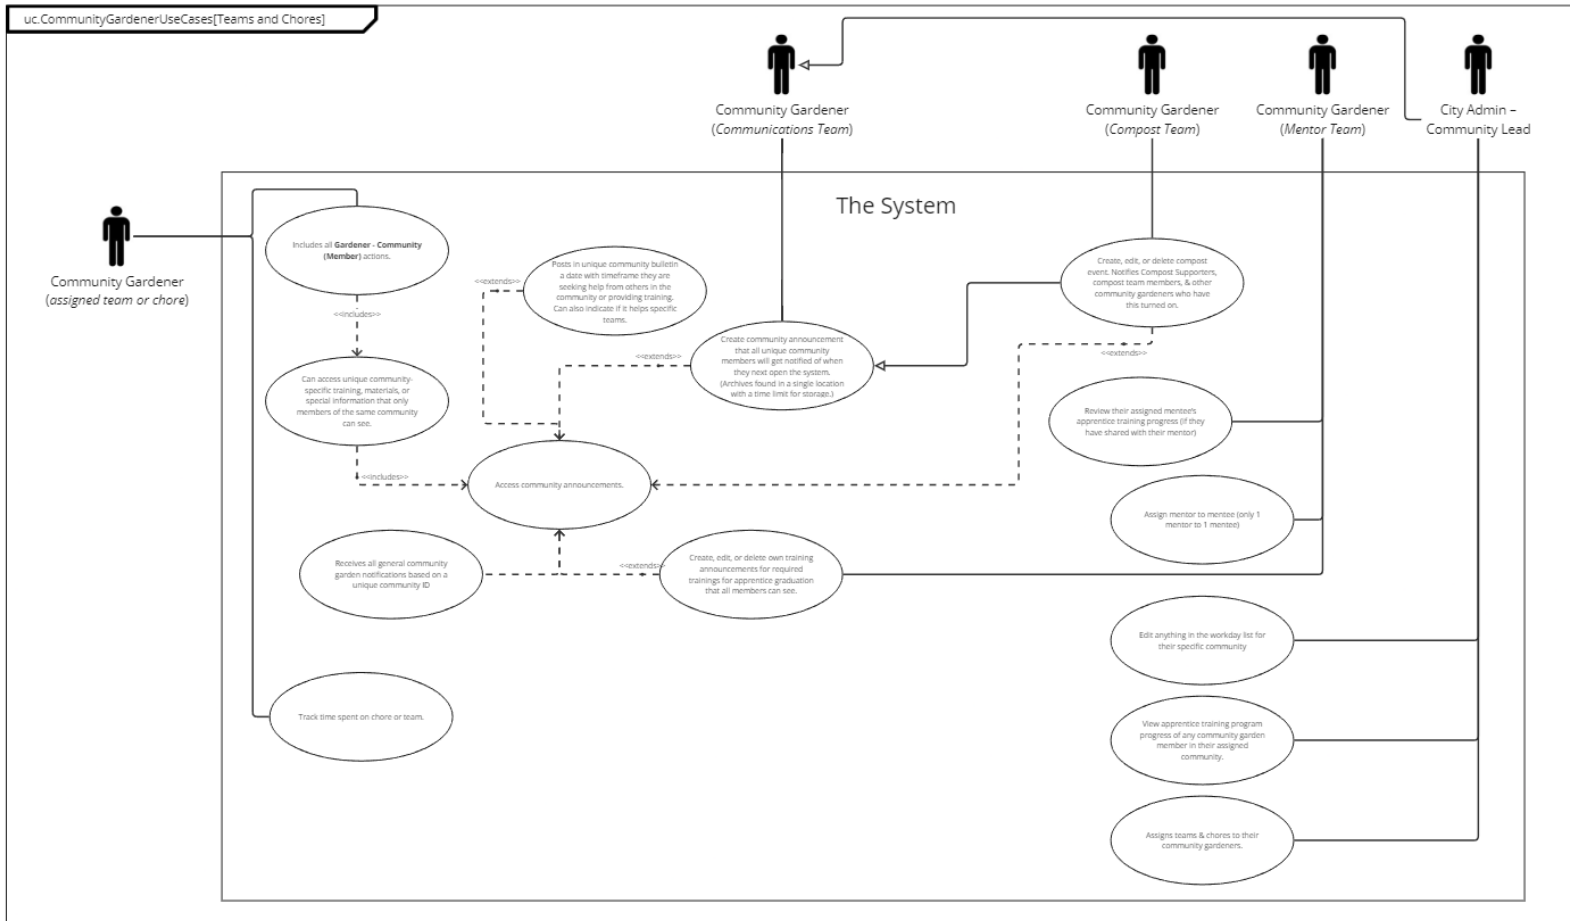 uc.CommunityGardenerUseCases[Teams and Chores]
Community Gardener
(Communications Team)
Community Gardener
(Compost Team)
Community Gardener
(Mentor Team)
City Admin –
Community Lead
The System
Community Gardener
(assigned team or chore)
Includes all Gardener - Community
(Member) actions.
<<includes>>
Can access unique community-
specific training, materials, or
special information that only
members of the same community
can see.
<<includes>>
Posts in unique community bulletin
a date with timeframe they are
seeking help from others in the
community or providing training.
Can also indicate if it helps specific
teams.
<<extends>>
Create community announcement
that all unique community
members will get notified of when
they next open the system.
(Archives found in a single location
with a time limit for storage.)
<<extends>>
Create, edit, or delete compost
event. Notifies Compost Supporters,
compost team members, & other
community gardeners who have
this turned on.
<<extends>>
Review their assigned mentee's
apprentice training progress (if they
have shared with their mentor)
Access community announcements.
Assign mentor to mentee (only 1
mentor to 1 mentee)
Receives all general community
garden notifications based on a
unique community ID
<<extends>>
Create, edit, or delete own training
announcements for required
trainings for apprentice graduation
that all members can see.
Edit anything in the workday list for
their specific community
Track time spent on chore or team.
View apprentice training program
progress of any community garden
member in their assigned
community.
Assigns teams & chores to their
community gardeners.